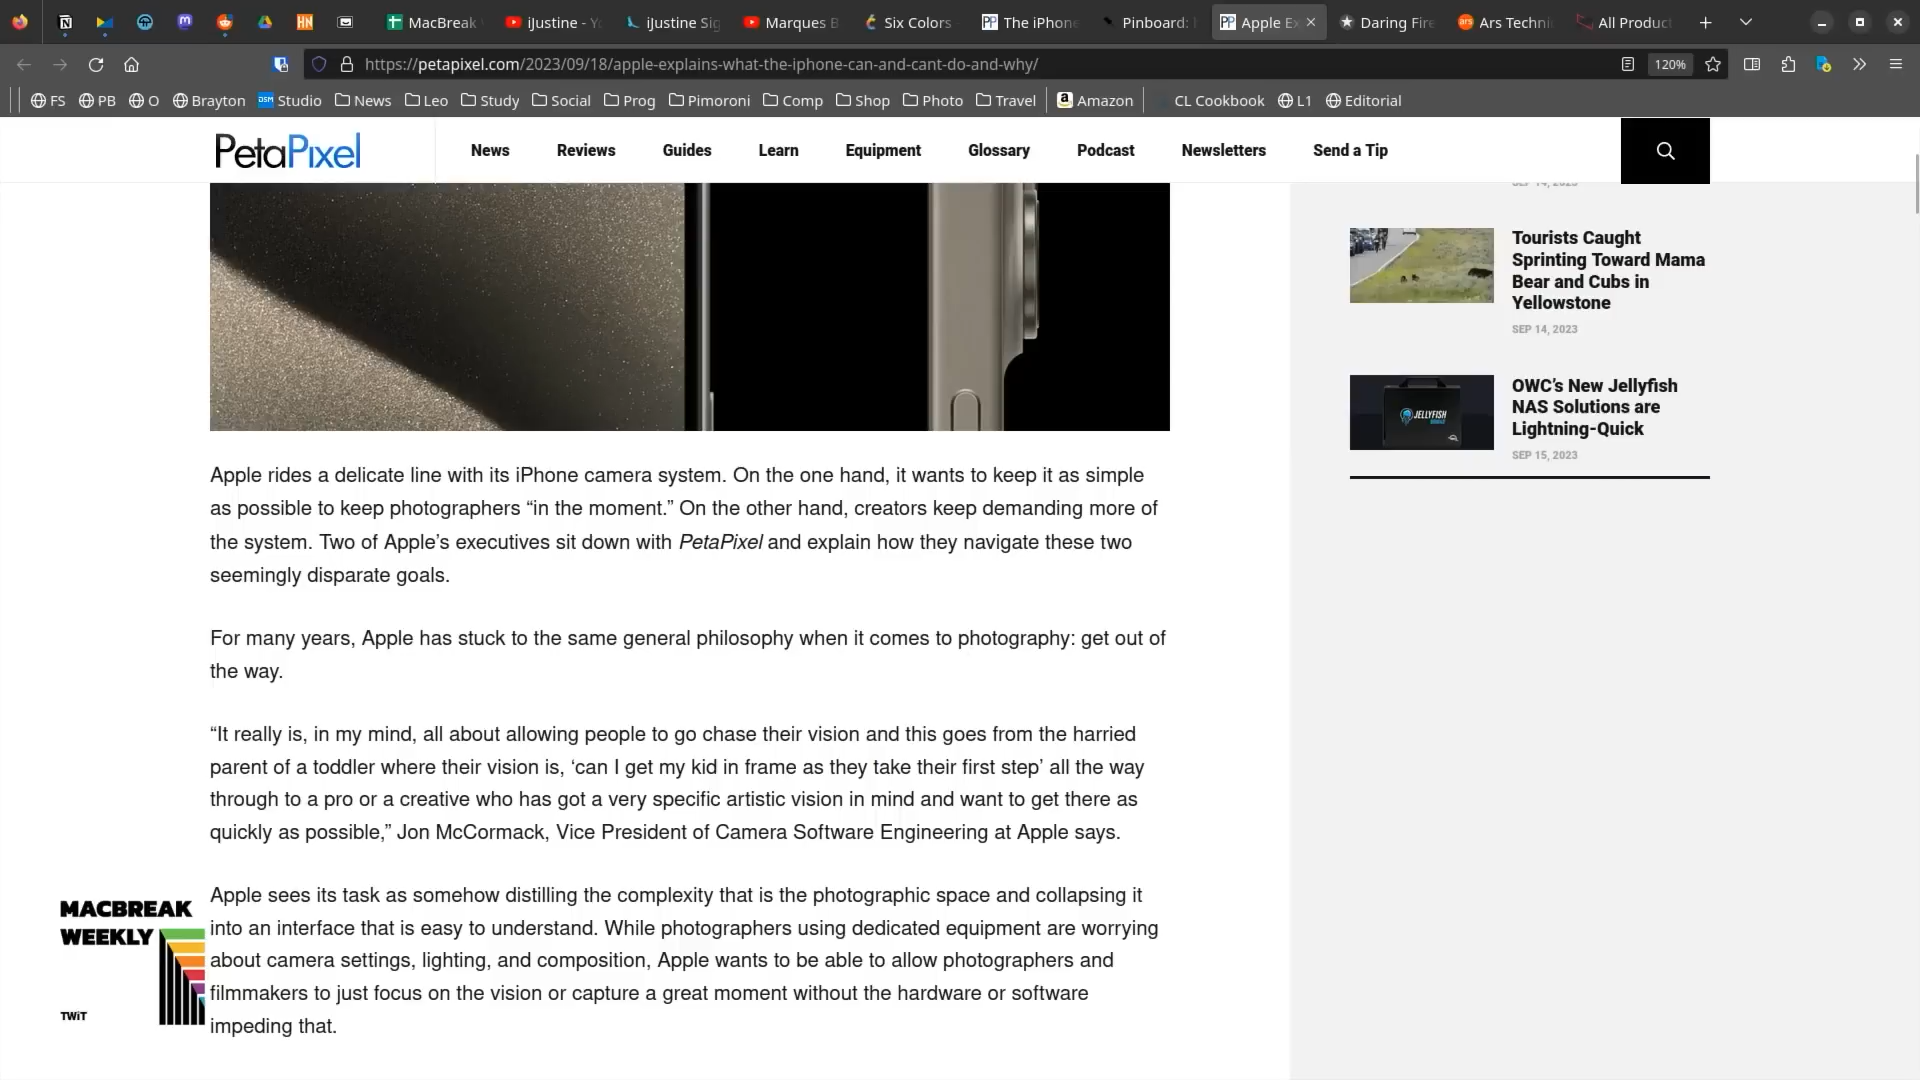 MacBreak
iJustine - Yo
iJustine Sig
Marques B
Six Colors
The iPhone
Pinboard:
Apple Ex
Daring Fire
Ars Techni
All Product
https://petapixel.com/2023/09/18/apple-explains-what-the-iphone-can-and-cant-do-and-why/
120%
FS PB O Brayton Studio News Leo Study Social Prog Pimoroni Comp Shop Photo Travel Amazon CL Cookbook L1 Editorial
PetaPixel
News Reviews Guides Learn Equipment Glossary Podcast Newsletters Send a Tip
Apple rides a delicate line with its iPhone camera system. On the one hand, it wants to keep it as simple
as possible to keep photographers “in the moment.” On the other hand, creators keep demanding more of
the system. Two of Apple’s executives sit down with PetaPixel and explain how they navigate these two
seemingly disparate goals.
For many years, Apple has stuck to the same general philosophy when it comes to photography: get out of
the way.
“It really is, in my mind, all about allowing people to go chase their vision and this goes from the harried
parent of a toddler where their vision is, ‘can I get my kid in frame as they take their first step’ all the way
through to a pro or a creative who has got a very specific artistic vision in mind and want to get there as
quickly as possible,” Jon McCormack, Vice President of Camera Software Engineering at Apple says.
Apple sees its task as somehow distilling the complexity that is the photographic space and collapsing it
into an interface that is easy to understand. While photographers using dedicated equipment are worrying
about camera settings, lighting, and composition, Apple wants to be able to allow photographers and
filmmakers to just focus on the vision or capture a great moment without the hardware or software
impeding that.
SEP 14, 2023
Tourists Caught
Sprinting Toward Mama
Bear and Cubs in
Yellowstone
SEP 14, 2023
JELLYFISH
OWC’s New Jellyfish
NAS Solutions are
Lightning-Quick
SEP 15, 2023
MACBREAK
WEEKLY
TWiT